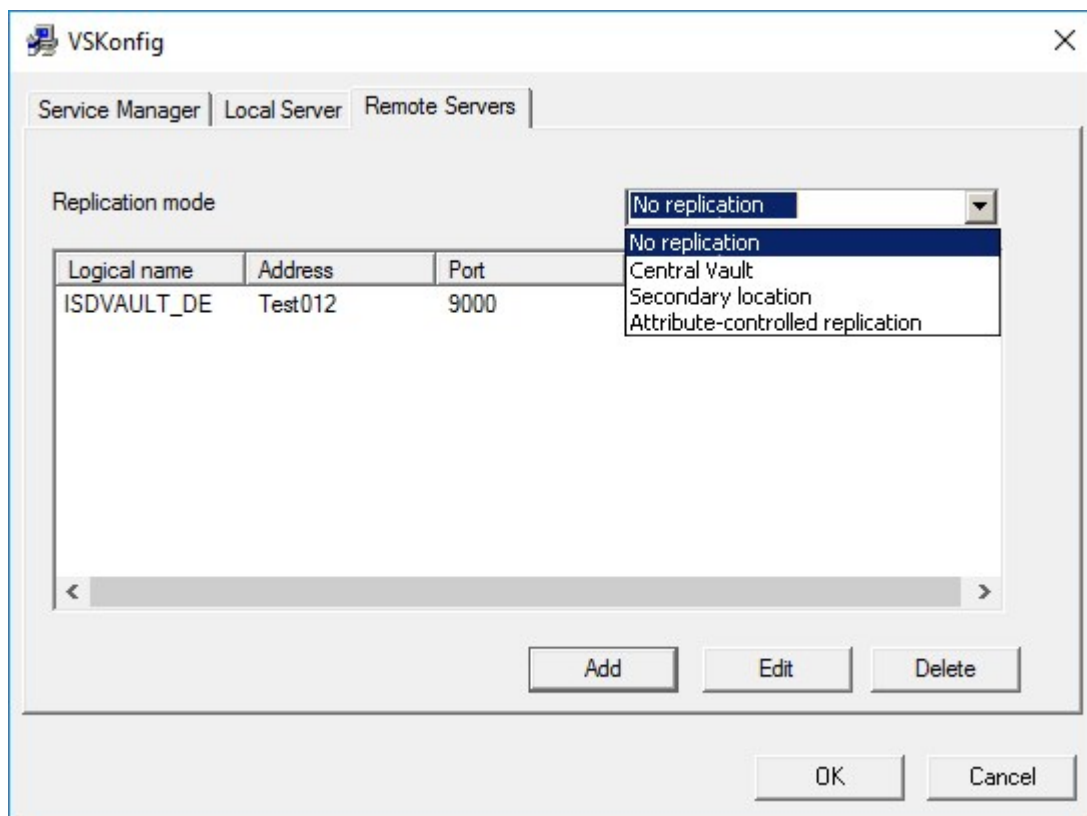 VSKonfig
Service Manager Local Server Remote Servers
Replication mode No replication
No replication
Central Vault
Secondary location
Attribute-controlled replication
Logical name Address Port
ISDVAULT_DE Test012 9000
Add Edit Delete
OK Cancel